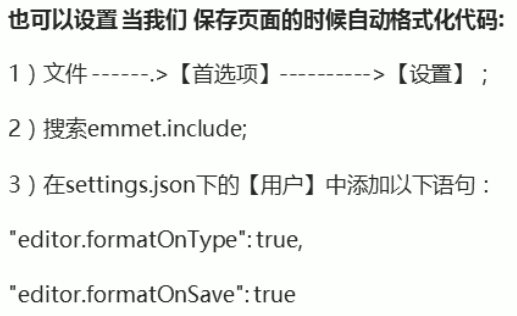 也可以设置 当我们 保存页面的时候自动格式化代码:
1）文件 ------.>【首选项】---------->【设置】；
2）搜索emmet.include;
3）在settings.json下的【用户】中添加以下语句：
"editor.formatOnType": true,
"editor.formatOnSave": true